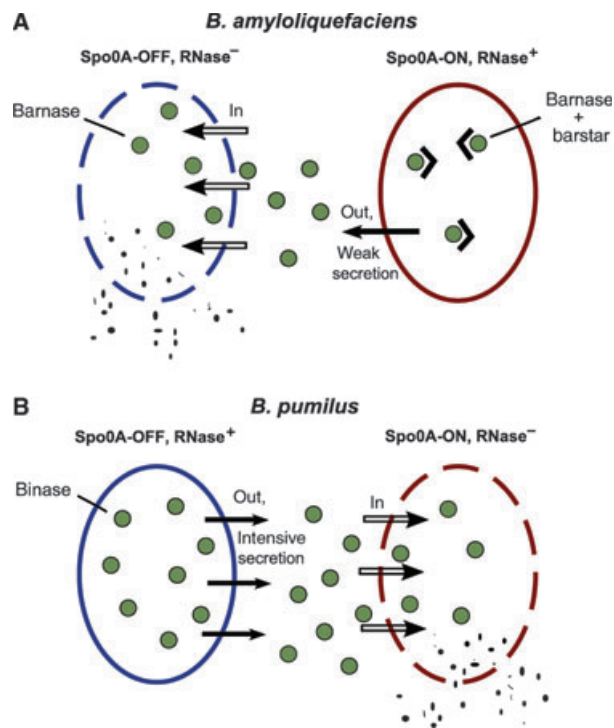 A
B. amyloliquefaciens
Spo0A-OFF, RNase⁻
Spo0A-ON, RNase⁺
Barnase
In
Barnase
+
barstar
Out,
Weak
secretion
B
B. pumilus
Spo0A-OFF, RNase⁺
Spo0A-ON, RNase⁻
Binase
Out,
Intensive
secretion
In